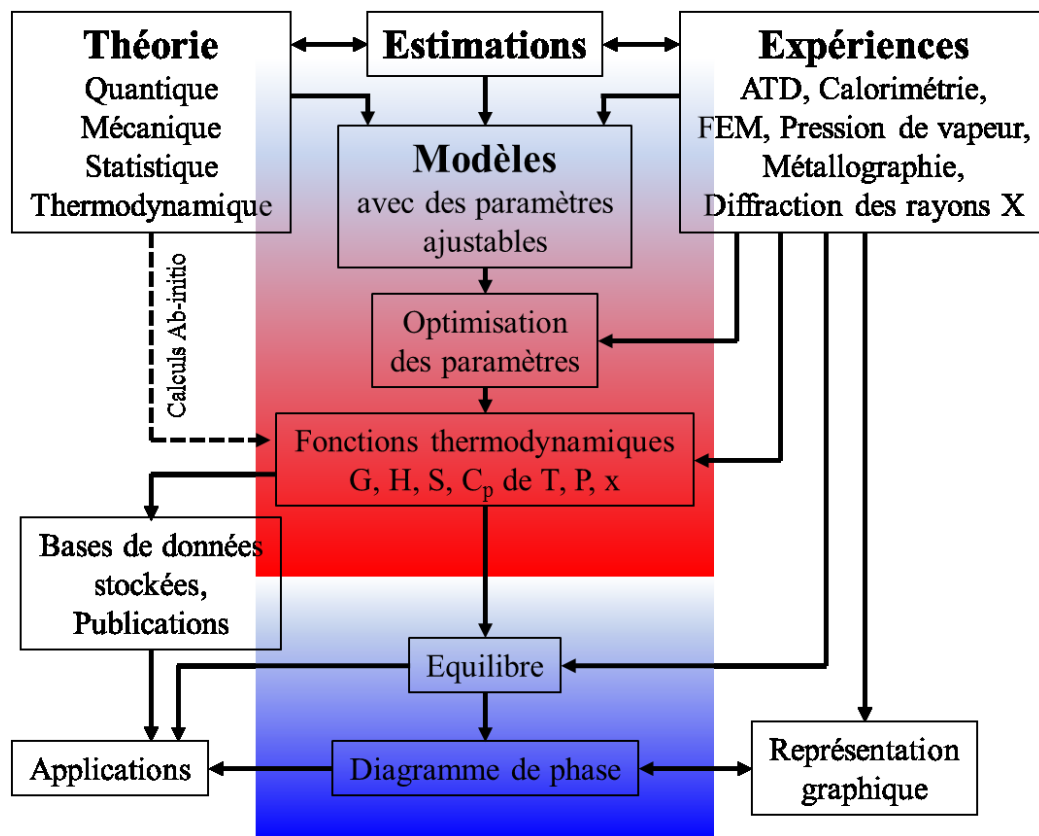 Théorie
Quantique
Mécanique
Statistique
Thermodynamique
Estimations
Expériences
ATD, Calorimétrie,
FEM, Pression de vapeur,
Métallographie,
Diffraction des rayons X
Modèles
avec des paramètres
ajustables
Calculs Ab-initio
Optimisation
des paramètres
Fonctions thermodynamiques
G, H, S, Cp de T, P, x
Bases de données
stockées,
Publications
Equilibre
Applications
Diagramme de phase
Représentation
graphique